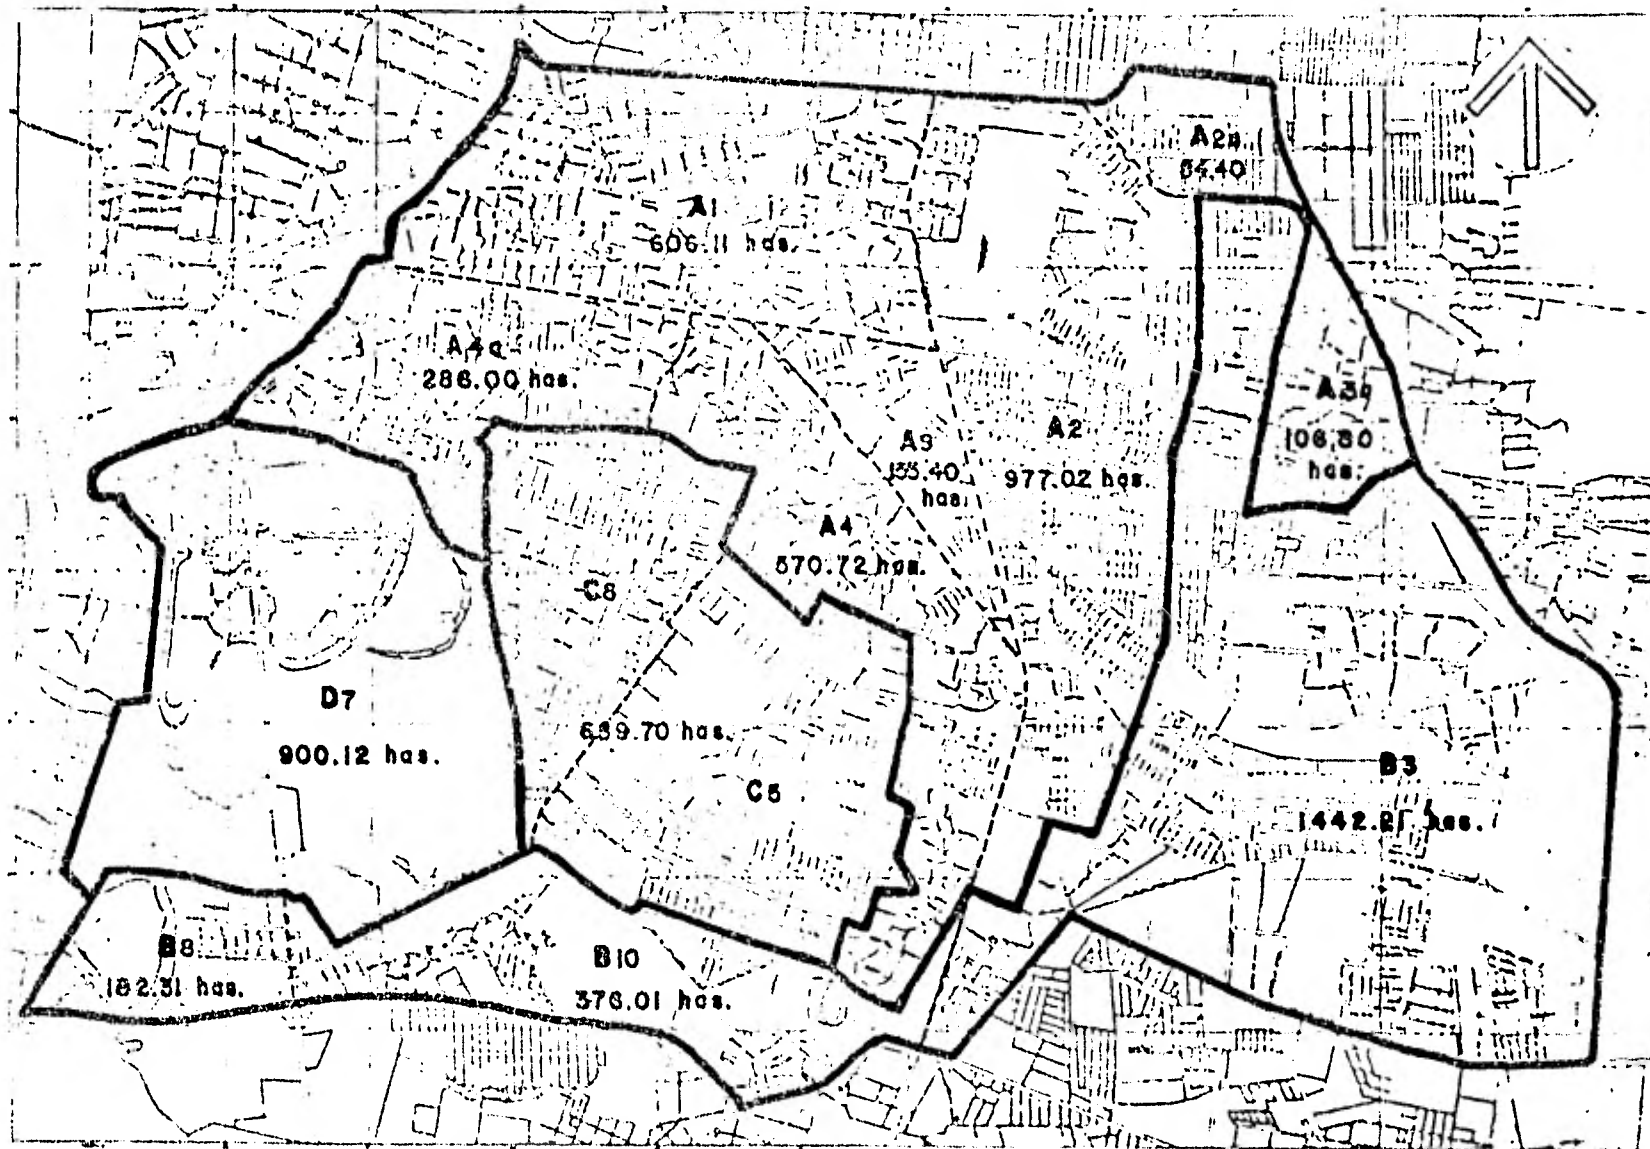 A1
606.11 has.
A2a
54.40
A4a
286.00 has.
A3a
106.80
has.
A3
133.40
has.
A2
977.02 has.
A4
570.72 has.
C8
639.70 has.
C5
D7
900.12 has.
B3
1442.21 has.
B8
182.31 has.
B10
376.01 has.